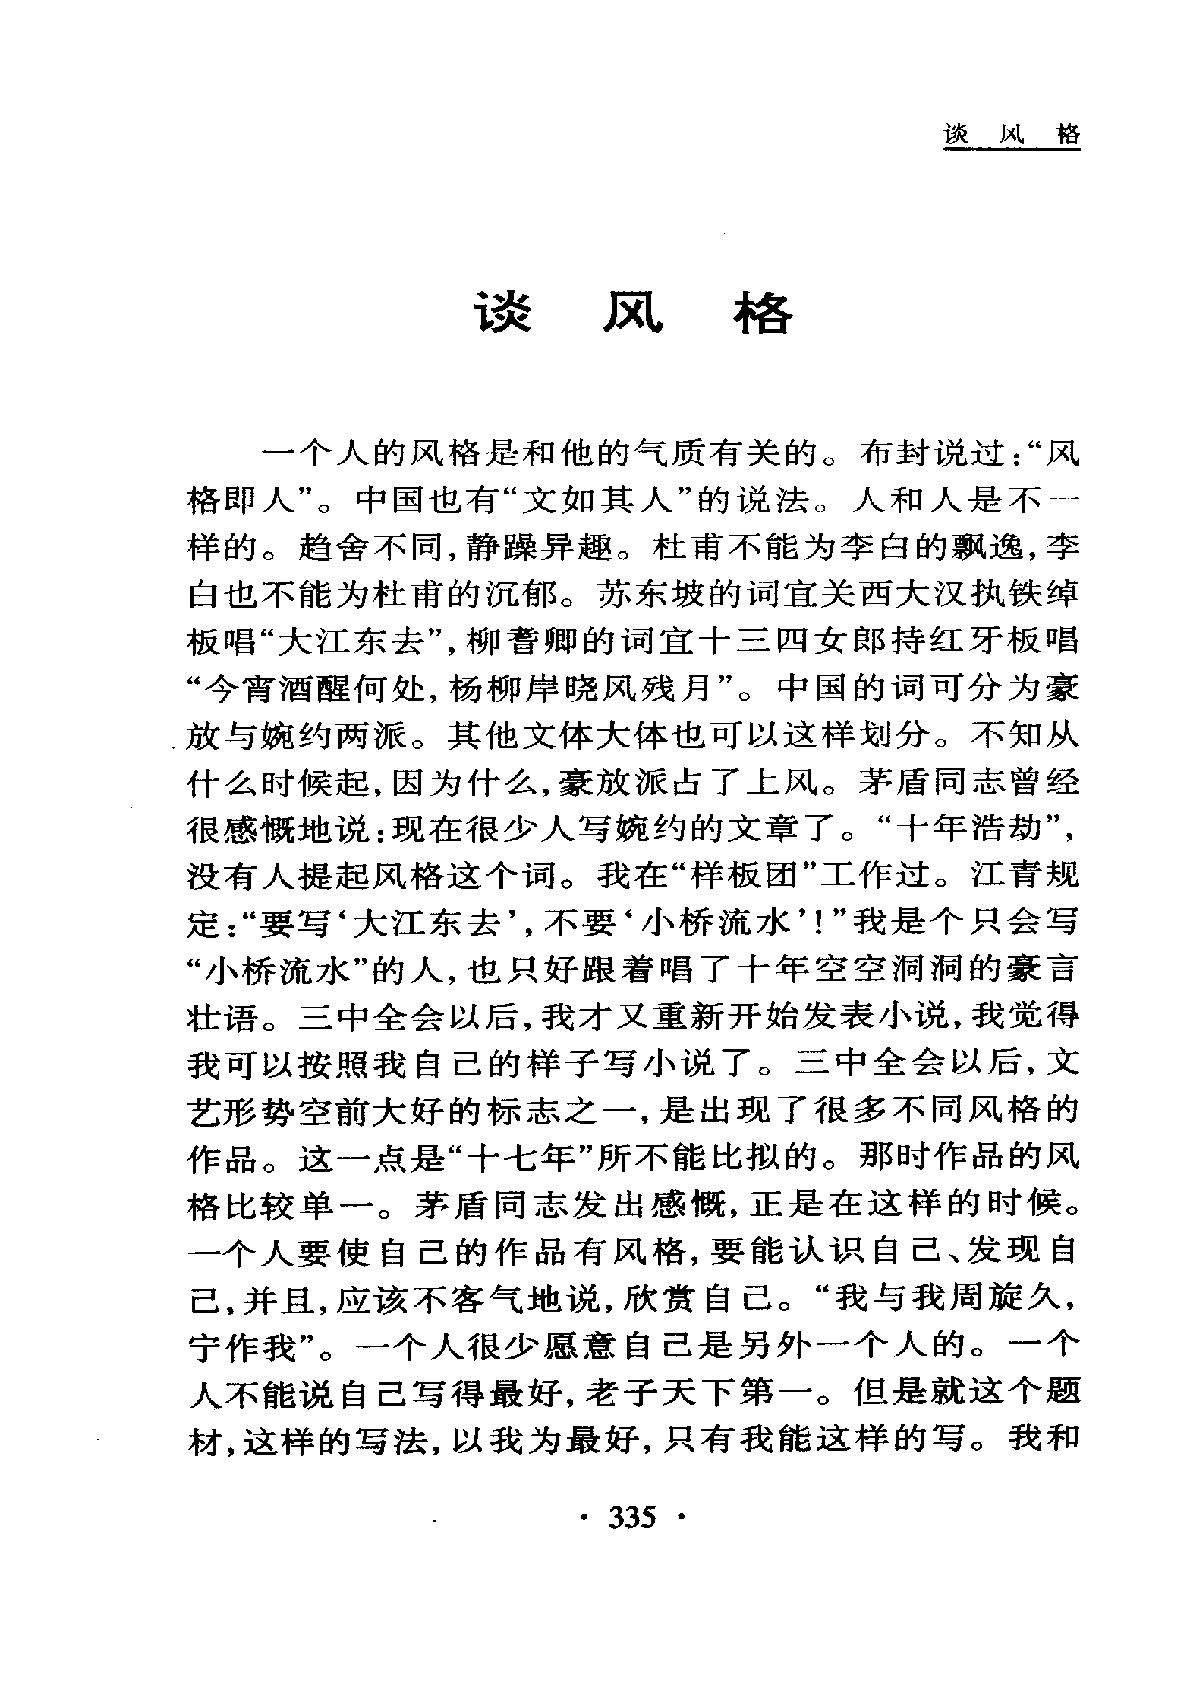 谈 风 格
谈 风 格
一个人的风格是和他的气质有关的。布封说过:“风
格即人”。中国也有“文如其人”的说法。人和人是不一
样的。趋舍不同,静躁异趣。杜甫不能为李白的飘逸,李
白也不能为杜甫的沉郁。苏东坡的词宜关西大汉执铁绰
板唱“大江东去”,柳耆卿的词宜十三四女郎持红牙板唱
“今宵酒醒何处,杨柳岸晓风残月”。中国的词可分为豪
放与婉约两派。其他文体大体也可以这样划分。不知从
什么时候起,因为什么,豪放派占了上风。茅盾同志曾经
很感慨地说:现在很少人写婉约的文章了。“十年浩劫”,
没有人提起风格这个词。我在“样板团”工作过。江青规
定:“要写‘大江东去’,不要‘小桥流水’!”我是个只会写
“小桥流水”的人,也只好跟着唱了十年空空洞洞的豪言
壮语。三中全会以后,我才又重新开始发表小说,我觉得
我可以按照我自己的样子写小说了。三中全会以后,文
艺形势空前大好的标志之一,是出现了很多不同风格的
作品。这一点是“十七年”所不能比拟的。那时作品的风
格比较单一。茅盾同志发出感慨,正是在这样的时候。
一个人要使自己的作品有风格,要能认识自己、发现自
己,并且,应该不客气地说,欣赏自己。“我与我周旋久,
宁作我”。一个人很少愿意自己是另外一个人的。一个
人不能说自己写得最好,老子天下第一。但是就这个题
材,这样的写法,以我为最好,只有我能这样的写。我和
· 335 ·